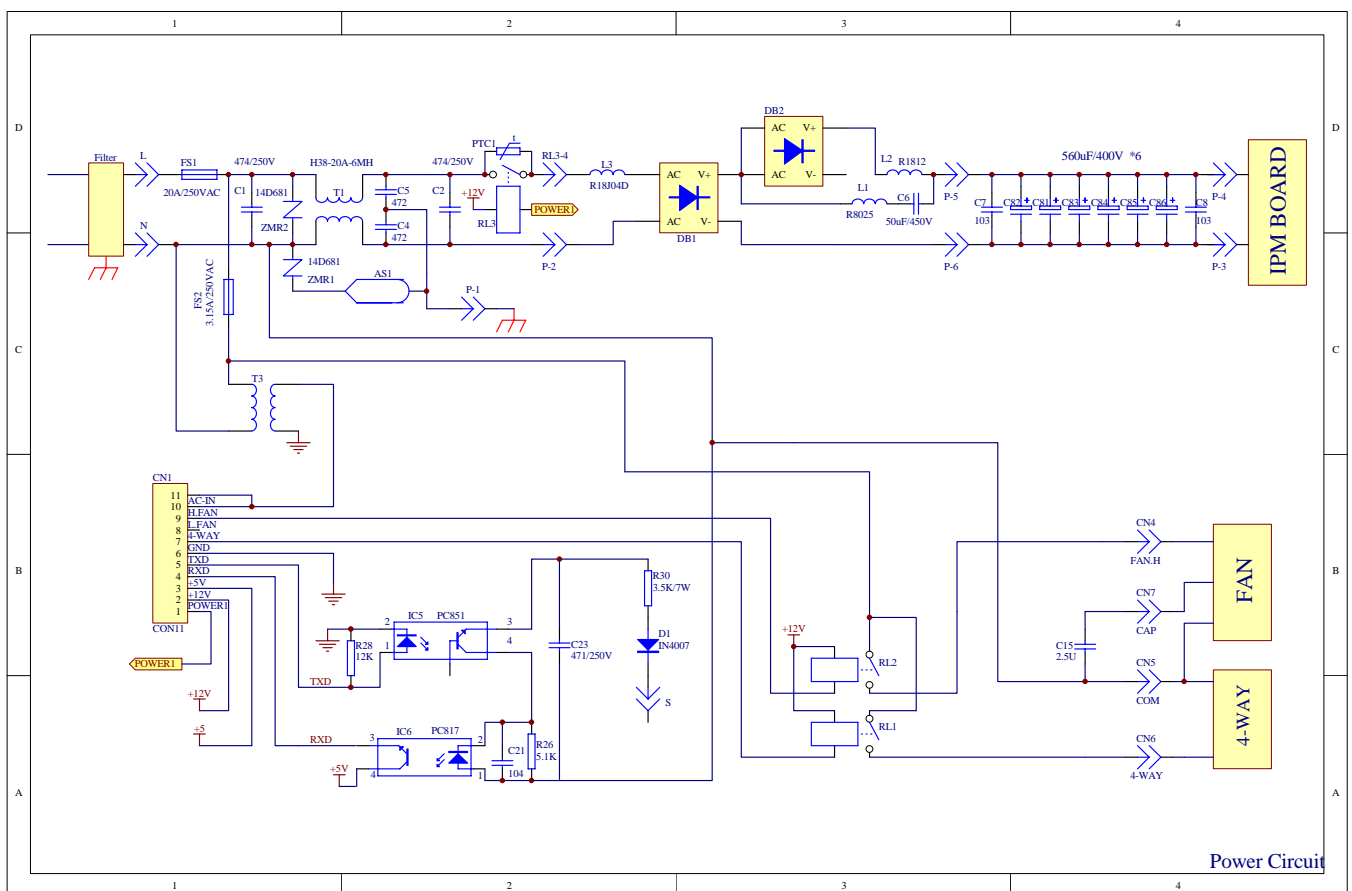 1 2 3 4
D D
DB2
AC V+
AC V-
PTC1 t
Filter L FS1 474/250V H38-20A-6MH 474/250V RL3-4 L3 L2 R1812 560uF/400V *6
20A/250VAC C1 14D681 T1 C5 C2 +12V R18J04D AC V+ P-5 P-4
472 POWER1 L1 C6 C7 C82 + C81 + C83 + C84 + C85 + C86 + C8
ZMR2 RL3 R8025 50uF/450V 103 103
N C4 AC V-
472 DB1
P-2 P-6 P-3
IPM BOARD
14D681
ZMR1 AS1
FS2
3.15A/250VAC
P-1
C C
T3
CN1
11
10 AC-IN
9 H.FAN
8 L.FAN
7 4-WAY
6 GND
5 TXD
4 RXD
3 +5V
2 +12V
1 POWER1
CON11
POWER1
+12V
+5
B B
CN4
FAN.H
CN7
CAP
C15
2.5U
CN5
COM
FAN
R30
3.5K/7W
IC5 PC851
2 3
1 4
R28
12K
TXD
C23
471/250V
D1
IN4007
S
+12V
RL2
RL1
4-WAY
CN6
4-WAY
RXD
IC6 PC817
3 2
4 1
+5V
C21
104
R26
5.1K
A A
Power Circuit
1 2 3 4